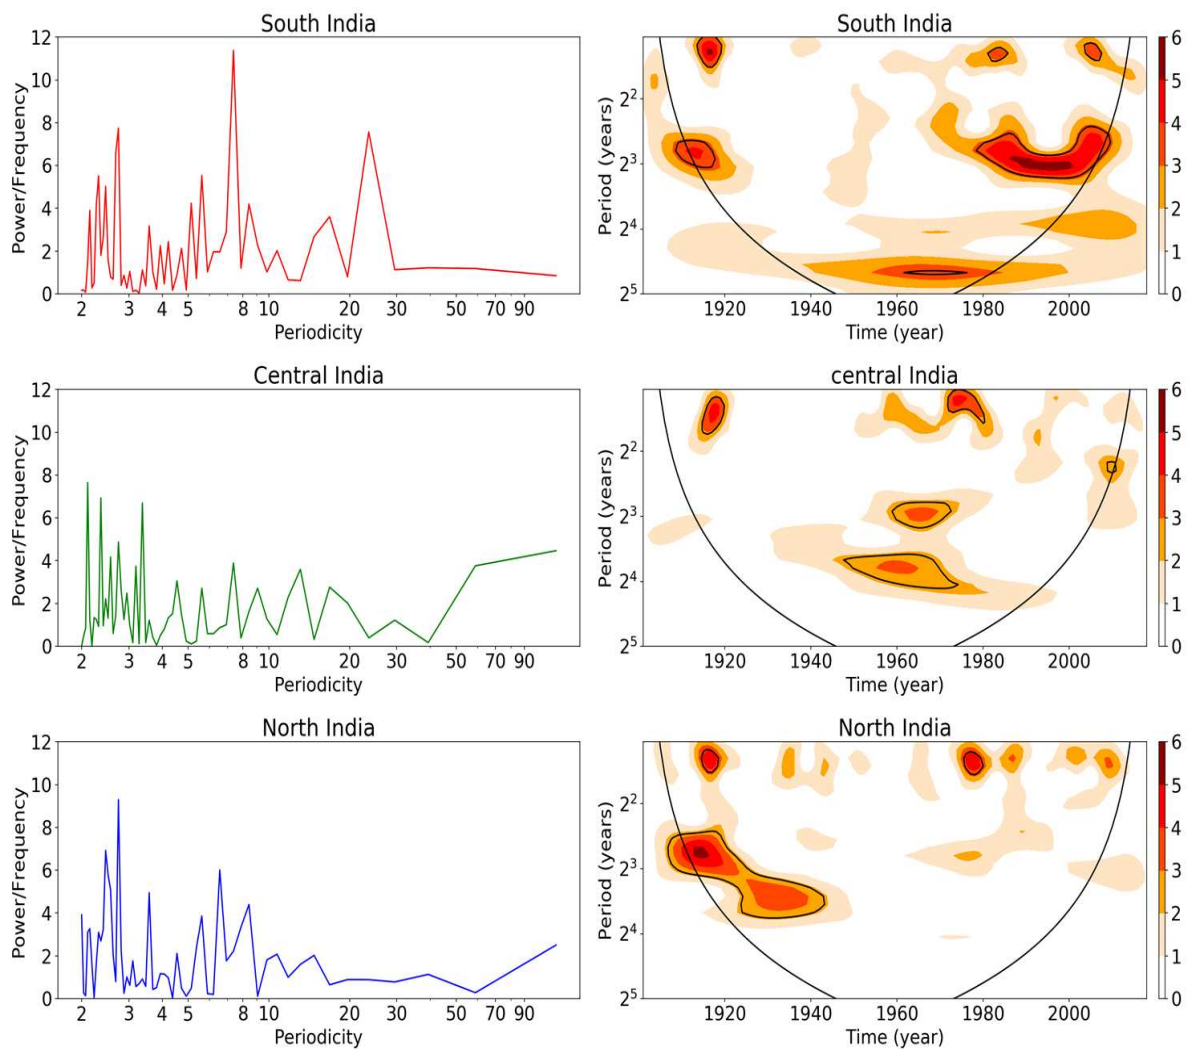 South India
12
10
8
6
4
2
0
Power/Frequency
2 3 4 5 8 10 20 30 50 70 90
Periodicity
South India
2²
2³
2⁴
2⁵
Period (years)
1920 1940 1960 1980 2000
Time (year)
6
5
4
3
2
1
0
Central India
12
10
8
6
4
2
0
Power/Frequency
2 3 4 5 8 10 20 30 50 70 90
Periodicity
central India
2²
2³
2⁴
2⁵
Period (years)
1920 1940 1960 1980 2000
Time (year)
6
5
4
3
2
1
0
North India
12
10
8
6
4
2
0
Power/Frequency
2 3 4 5 8 10 20 30 50 70 90
Periodicity
North India
2²
2³
2⁴
2⁵
Period (years)
1920 1940 1960 1980 2000
Time (year)
6
5
4
3
2
1
0